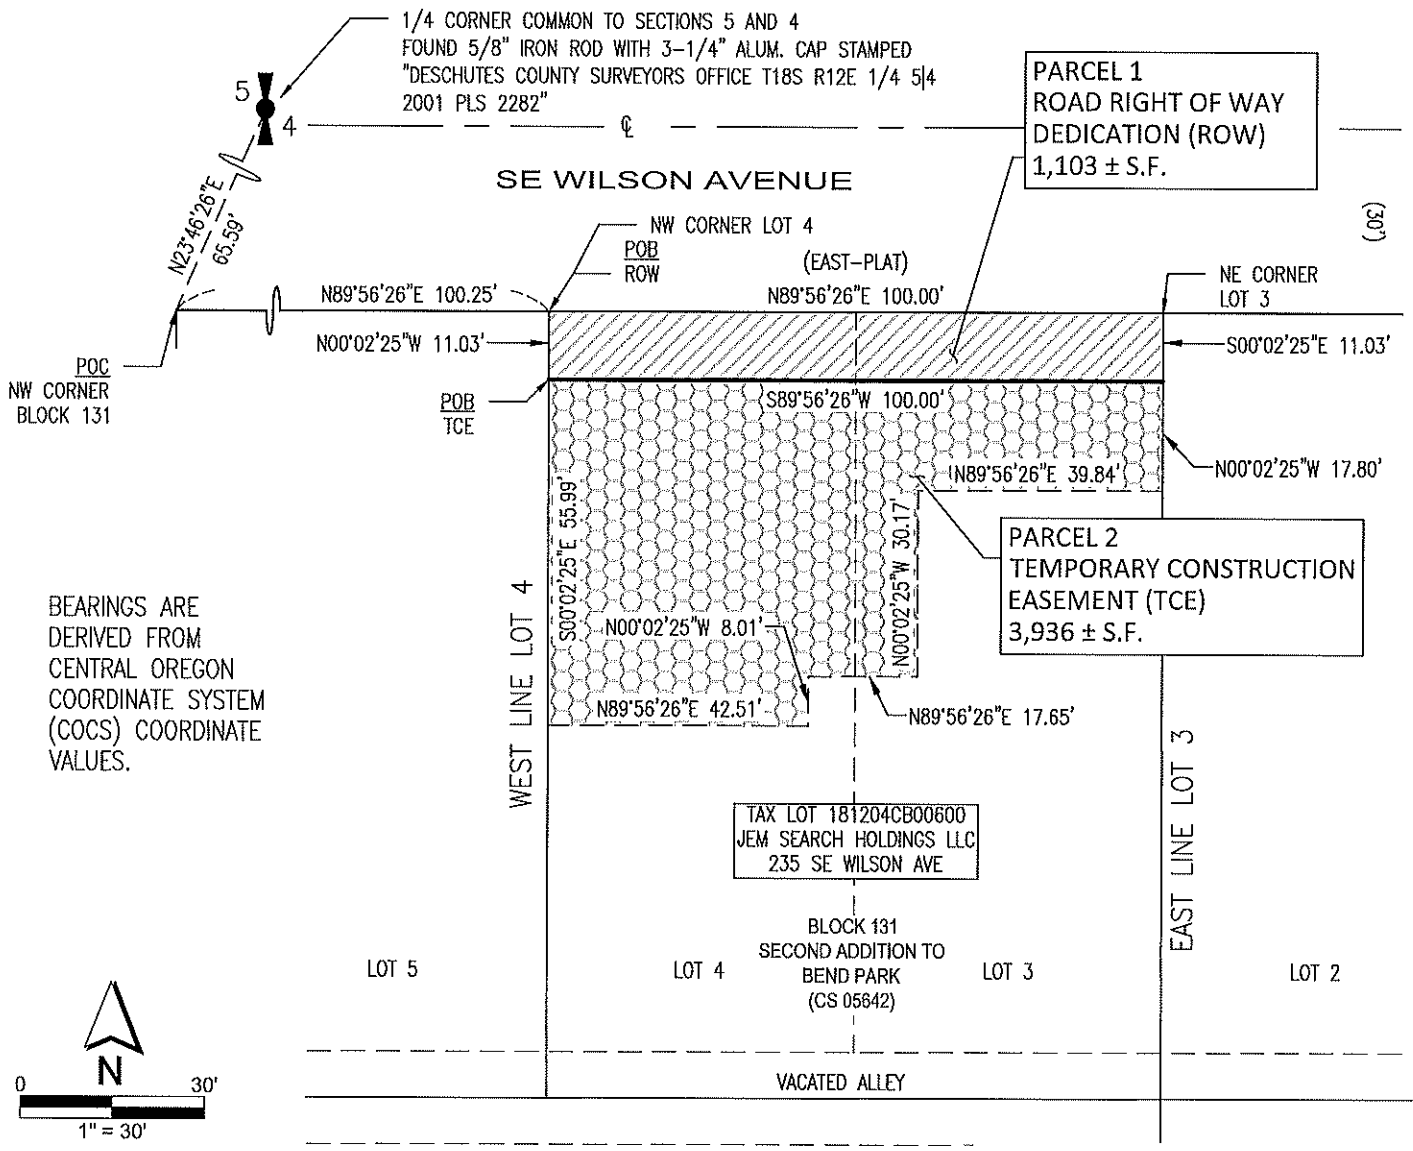 1/4 CORNER COMMON TO SECTIONS 5 AND 4
FOUND 5/8" IRON ROD WITH 3-1/4" ALUM. CAP STAMPED
"DESCHUTES COUNTY SURVEYORS OFFICE T18S R12E 1/4 5|4
2001 PLS 2282"
5
4
PARCEL 1
ROAD RIGHT OF WAY
DEDICATION (ROW)
1,103 ± S.F.
℄
SE WILSON AVENUE
(30')
N23°46'26"E
65.59'
NW CORNER LOT 4
POB
ROW
(EAST-PLAT)
N89°56'26"E 100.25'
N89°56'26"E 100.00'
NE CORNER
LOT 3
N00°02'25"W 11.03'
S00°02'25"E 11.03'
POC
NW CORNER
BLOCK 131
POB
TCE
S89°56'26"W 100.00'
N00°02'25"W 17.80'
N89°56'26"E 39.84'
S00°02'25"E 55.99'
N00°02'25"W 30.17'
PARCEL 2
TEMPORARY CONSTRUCTION
EASEMENT (TCE)
3,936 ± S.F.
BEARINGS ARE
DERIVED FROM
CENTRAL OREGON
COORDINATE SYSTEM
(COCS) COORDINATE
VALUES.
WEST LINE LOT 4
N00°02'25"W 8.01'
N89°56'26"E 42.51'
N89°56'26"E 17.65'
EAST LINE LOT 3
TAX LOT 181204CB00600
JEM SEARCH HOLDINGS LLC
235 SE WILSON AVE
BLOCK 131
SECOND ADDITION TO
BEND PARK
(CS 05642)
LOT 5
LOT 4
LOT 3
LOT 2
VACATED ALLEY
N
0 30'
1" = 30'